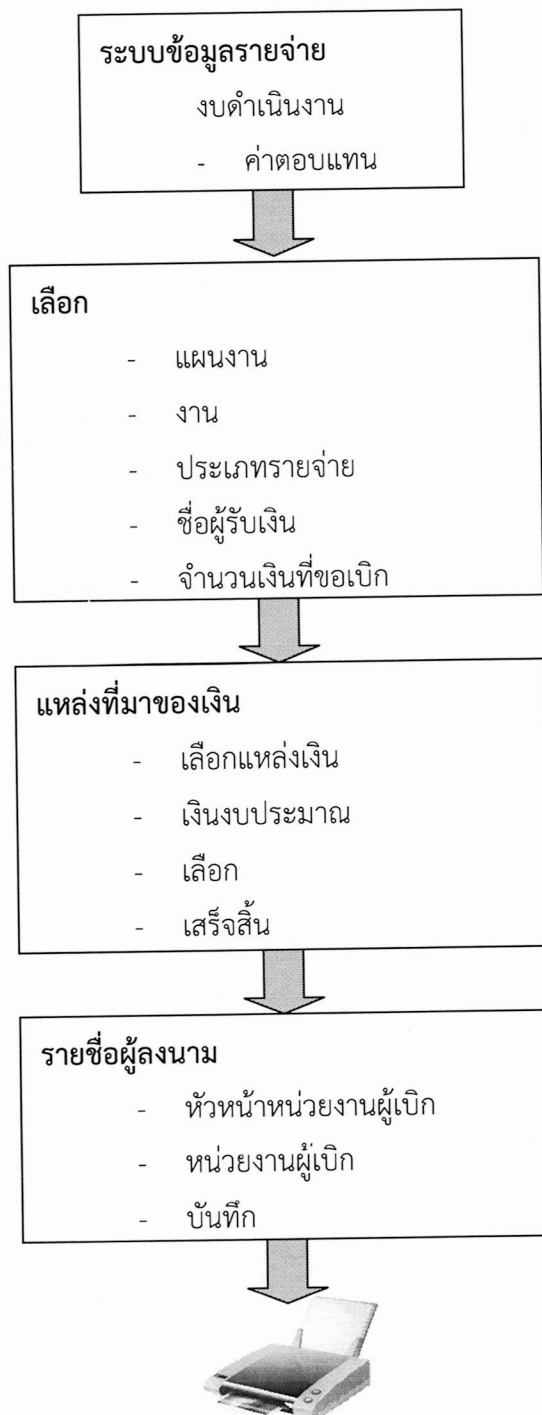 ระบบข้อมูลรายจ่าย
งบดำเนินงาน
- ค่าตอบแทน
เลือก
- แผนงาน
- งาน
- ประเภทรายจ่าย
- ชื่อผู้รับเงิน
- จำนวนเงินที่ขอเบิก
แหล่งที่มาของเงิน
- เลือกแหล่งเงิน
- เงินงบประมาณ
- เลือก
- เสร็จสิ้น
รายชื่อผู้ลงนาม
- หัวหน้าหน่วยงานผู้เบิก
- หน่วยงานผู้เบิก
- บันทึก